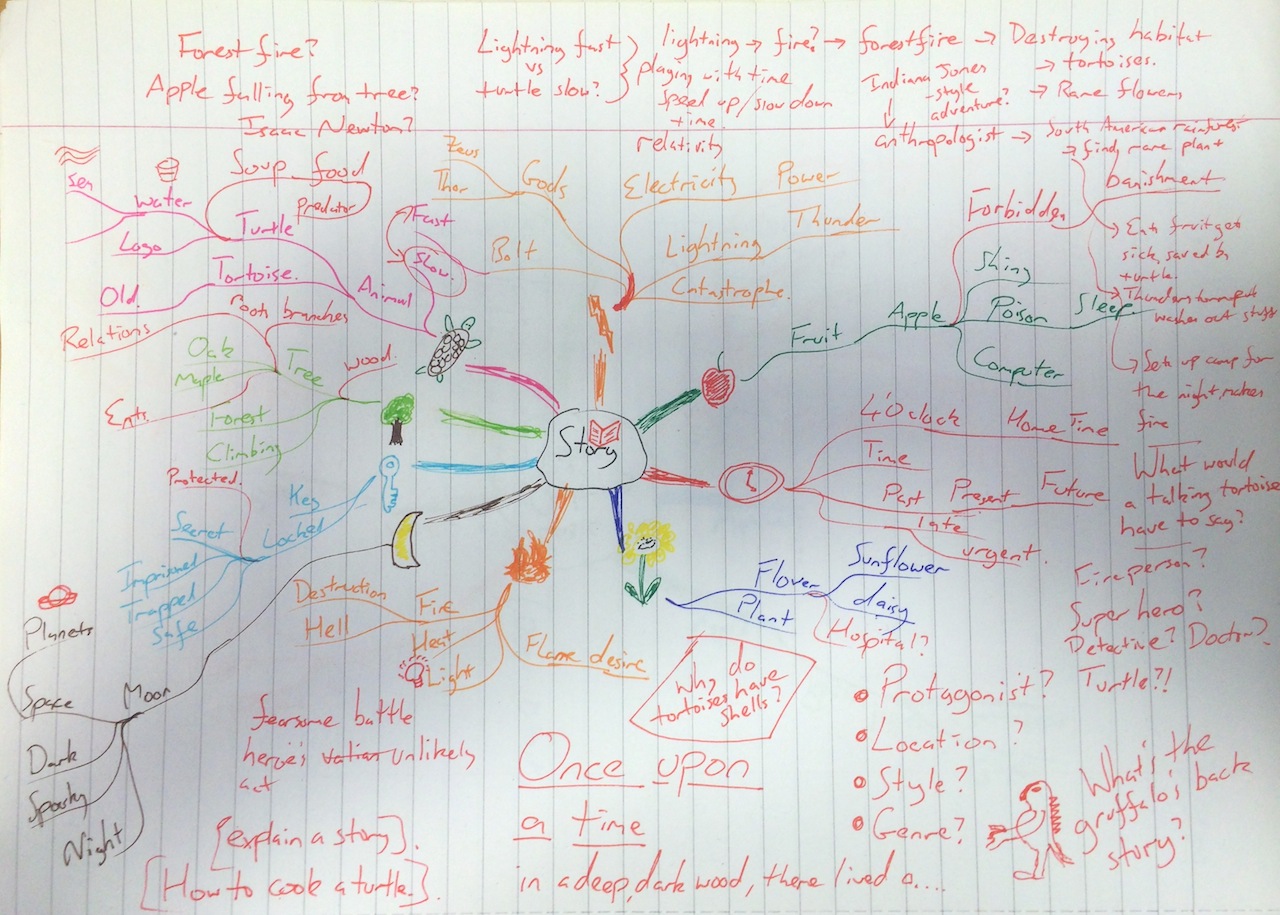 Forest fire?
Apple falling from tree?
Isaac Newton?
Lightning fast
vs
turtle slow?
lightning → fire? → forestfire → Destroying habitat
playing with time
speed up/slow down
time.
relativity
→ tortoises.
→ Rare flowers
Indiana Jones
-style
adventure?
anthropologist → South American rainforest
→ finds rare plant
→ Eats fruit gets
sick, saved by
turtle.
→ Thunderstorm
washes out stuff
→ Sets up camp for
the night, makes
fire
What would
a talking tortoise
have to say?
Fireperson?
Super hero?
Detective? Doctor?
Turtle?!
Story
Sea
Water
Logo
Soup food
Predator
Turtle
Tortoise.
Old.
Animal
Fast
Slow.
Zeus
Thor
Gods
Bolt
Electricity Power
Lightning
Thunder
Catastrophe.
Fruit
Apple
Forbidden
banishment
Shiny
Poison Sleep.
Computer
4'O clock Home Time
Time
Past Present Future
late
urgent.
Flower
Plant
Sunflower
daisy
Hospital?
Fire
Destruction
Hell
Heat
Light
Flame desire
Moon
Space
Planets
Dark
Spooky
Night
Key
Locked
Protected.
Secret
Imprisoned
Trapped
Safe
Tree
wood.
branches
Relations
Oak
Maple
Ents
Forest
Climbing
Why do
tortoises have
shells?
fearsome battle
heroe's unlikely
act
[explain a story].
[How to cook a turtle.].
Once upon
a time
in a deep, dark wood, there lived a....
Protagonist?
Location?
Style?
Genre?
What's the
gruffalo's back
story?